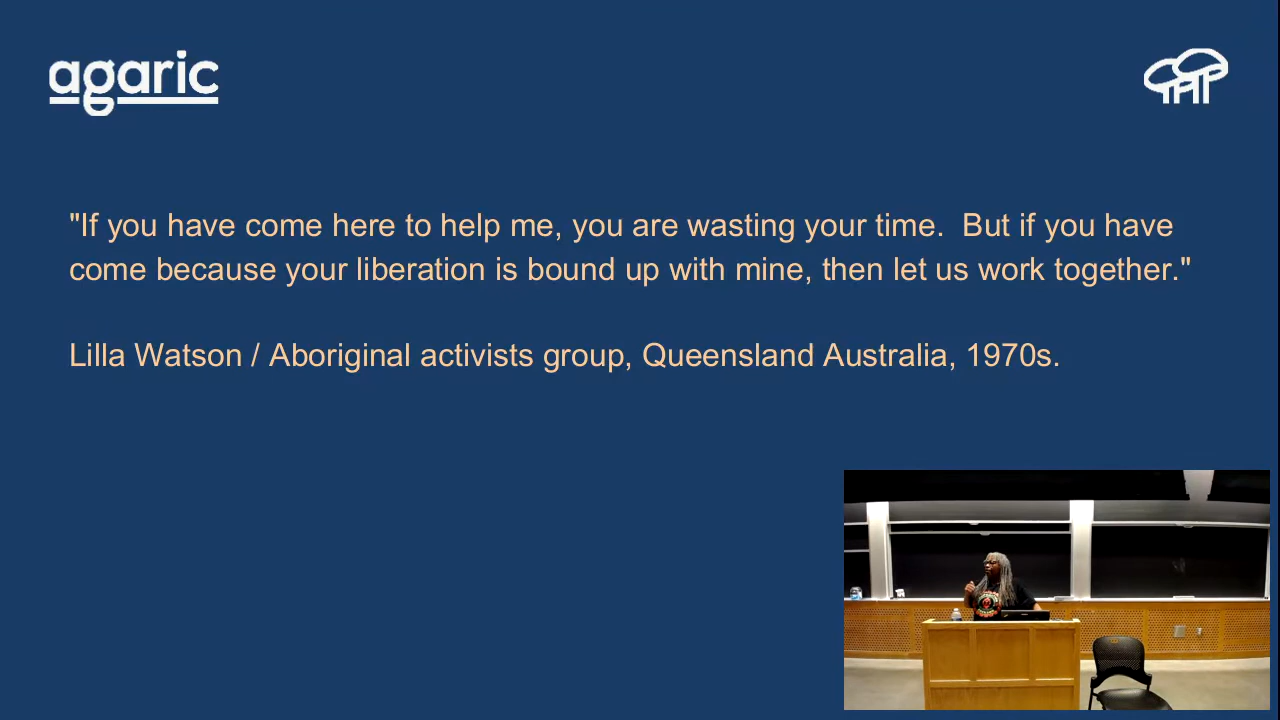 agaric
"If you have come here to help me, you are wasting your time.  But if you have
come because your liberation is bound up with mine, then let us work together."
Lilla Watson / Aboriginal activists group, Queensland Australia, 1970s.